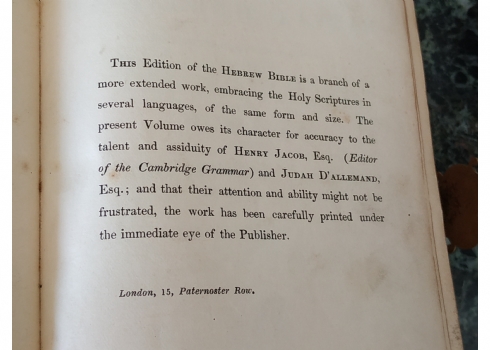 This Edition of the Hebrew Bible is a branch of a
more extended work, embracing the Holy Scriptures in
several languages, of the same form and size. The
present Volume owes its character for accuracy to the
talent and assiduity of Henry Jacob, Esq. (Editor
of the Cambridge Grammar) and Judah D'Allemand,
Esq.; and that their attention and ability might not be
frustrated, the work has been carefully printed under
the immediate eye of the Publisher.
London, 15, Paternoster Row.